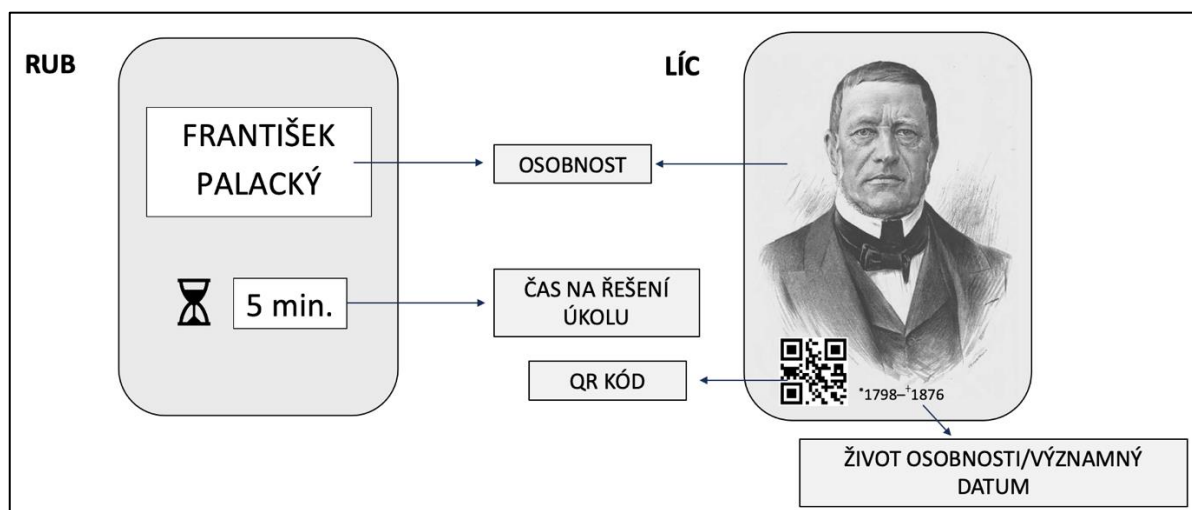 RUB
FRANTIŠEK
PALACKÝ
5 min.
OSOBNOST
ČAS NA ŘEŠENÍ
ÚKOLU
QR KÓD
LÍC
*1798–†1876
ŽIVOT OSOBNOSTI/VÝZNAMNÝ
DATUM